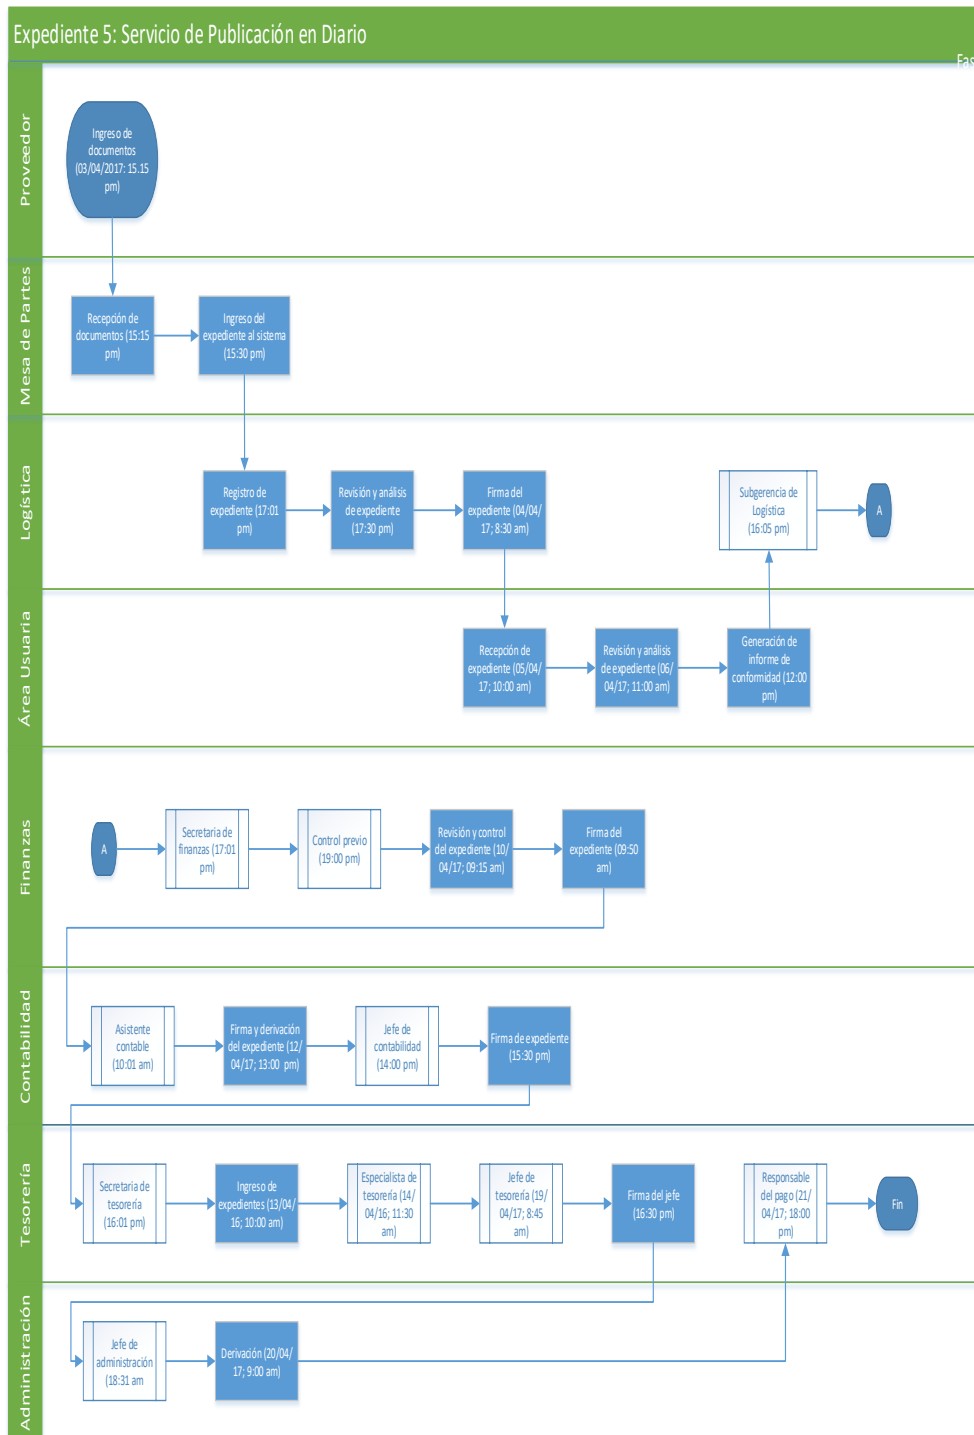 Expediente 5: Servicio de Publicación en Diario
Fas
Proveedor
Ingreso de
documentos
(03/04/2017: 15.15
pm)
Mesa de Partes
Recepción de
documentos (15:15
pm)
Ingreso del
expediente al sistema
(15:30 pm)
Logística
Registro de
expediente (17:01
pm)
Revisión y análisis
de expediente
(17:30 pm)
Firma del
expediente (04/04/
17; 8:30 am)
Subgerencia de
Logística
(16:05 pm)
A
Área Usuaria
Recepción de
expediente (05/04/
17; 10:00 am)
Revisión y análisis
de expediente (06/
04/17; 11:00 am)
Generación de
informe de
conformidad (12:00
pm)
Finanzas
A
Secretaria de
finanzas (17:01
pm)
Control previo
(19:00 pm)
Revisión y control
del expediente (10/
04/17; 09:15 am)
Firma del
expediente (09:50
am)
Contabilidad
Asistente
contable
(10:01 am)
Firma y derivación
del expediente (12/
04/17; 13:00 pm)
Jefe de
contabilidad
(14:00 pm)
Firma de expediente
(15:30 pm)
Tesorería
Secretaria de
tesorería
(16:01 pm)
Ingreso de
expedientes (13/04/
16; 10:00 am)
Especialista de
tesorería (14/
04/16; 11:30
am)
Jefe de
tesorería (19/
04/17; 8:45
am)
Firma del jefe
(16:30 pm)
Responsable
del pago (21/
04/17; 18:00
pm)
Fin
Administración
Jefe de
administración
(18:31 am
Derivación (20/04/
17; 9:00 am)